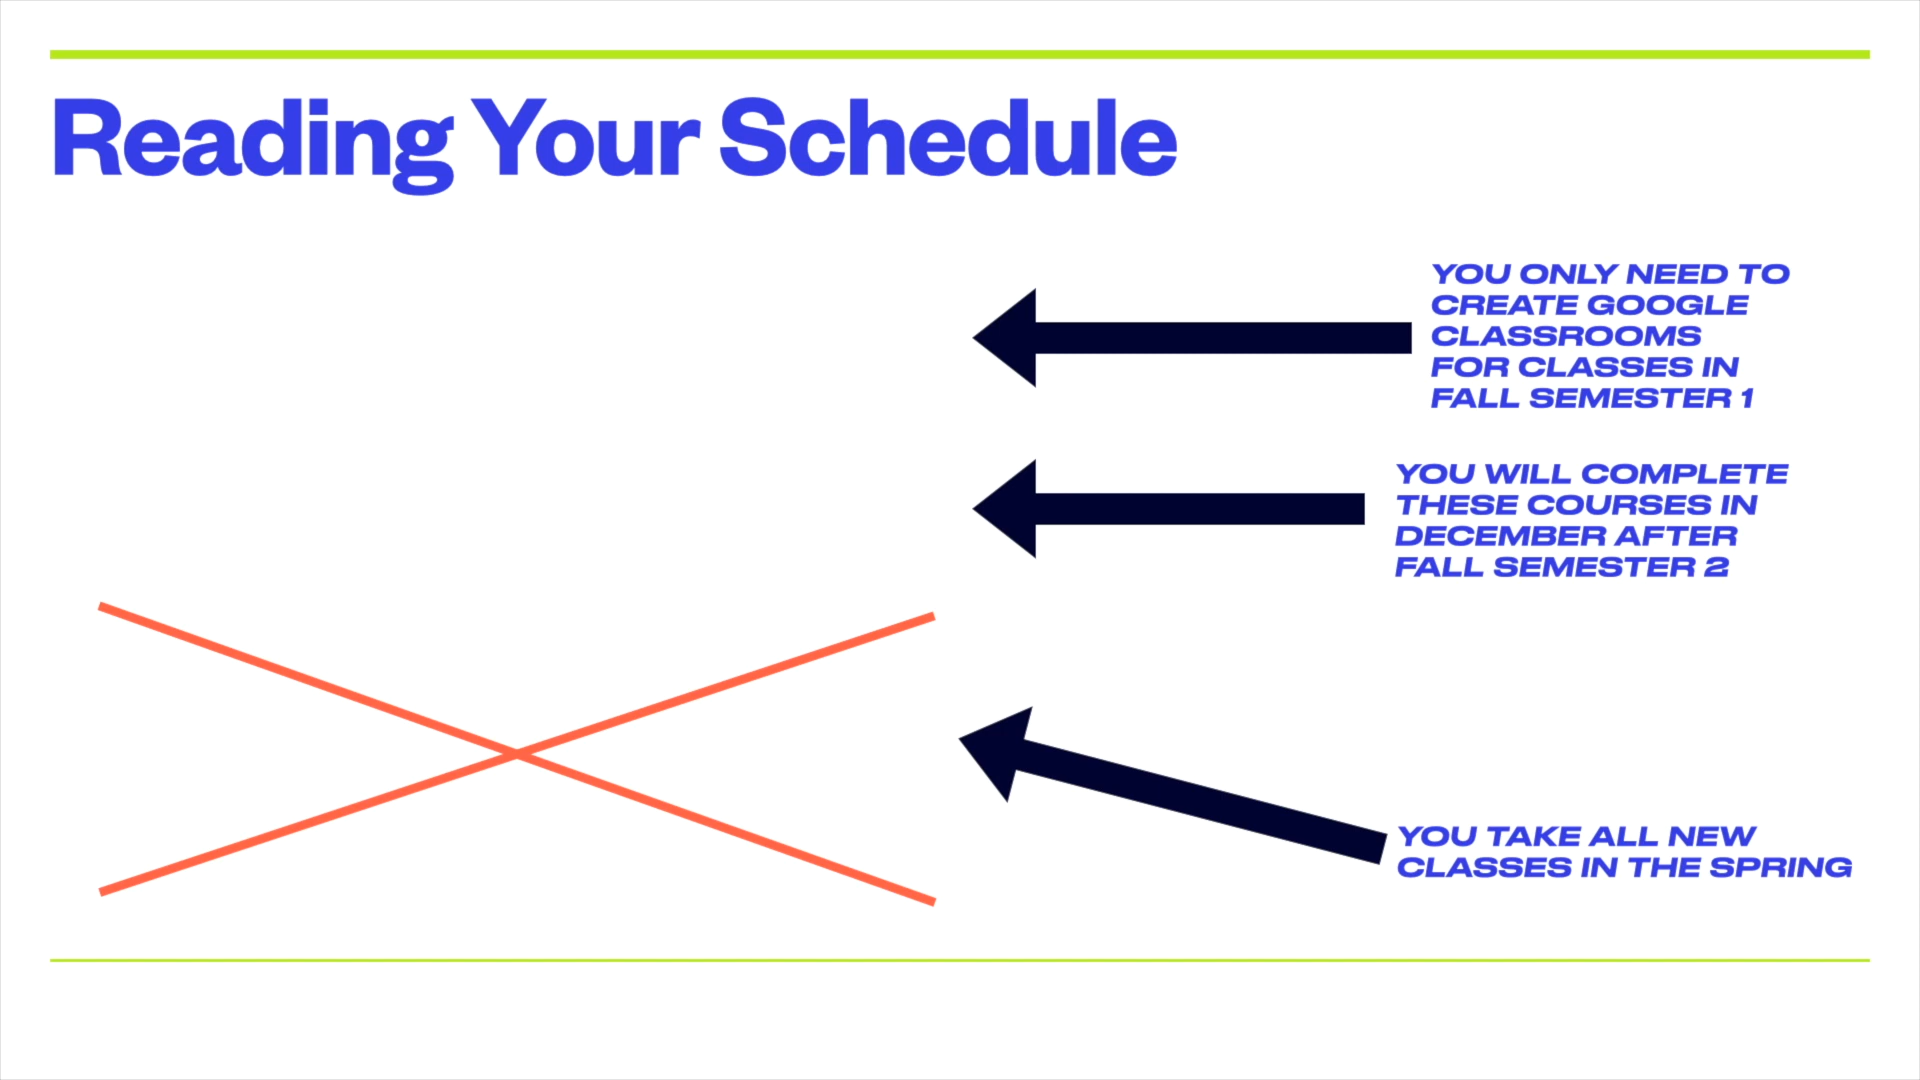 Reading Your Schedule
YOU ONLY NEED TO
CREATE GOOGLE
CLASSROOMS
FOR CLASSES IN
FALL SEMESTER 1
YOU WILL COMPLETE
THESE COURSES IN
DECEMBER AFTER
FALL SEMESTER 2
YOU TAKE ALL NEW
CLASSES IN THE SPRING